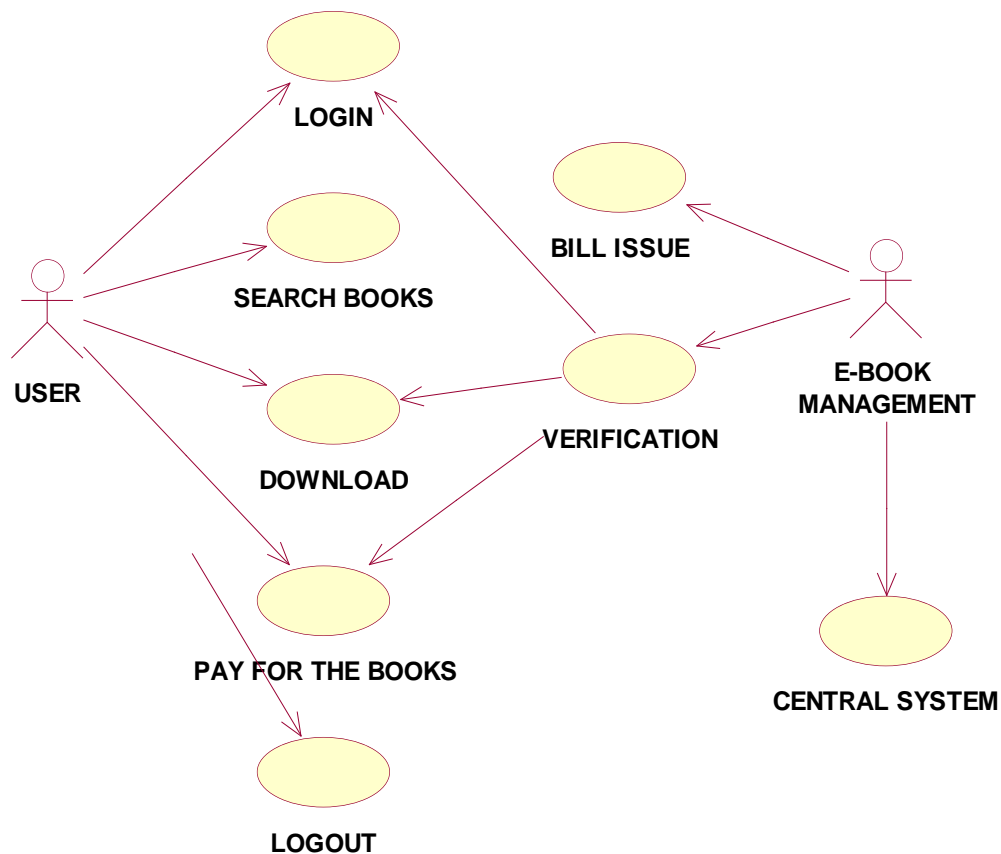 LOGIN
BILL ISSUE
SEARCH BOOKS
USER
E-BOOK
MANAGEMENT
VERIFICATION
DOWNLOAD
PAY FOR THE BOOKS
CENTRAL SYSTEM
LOGOUT